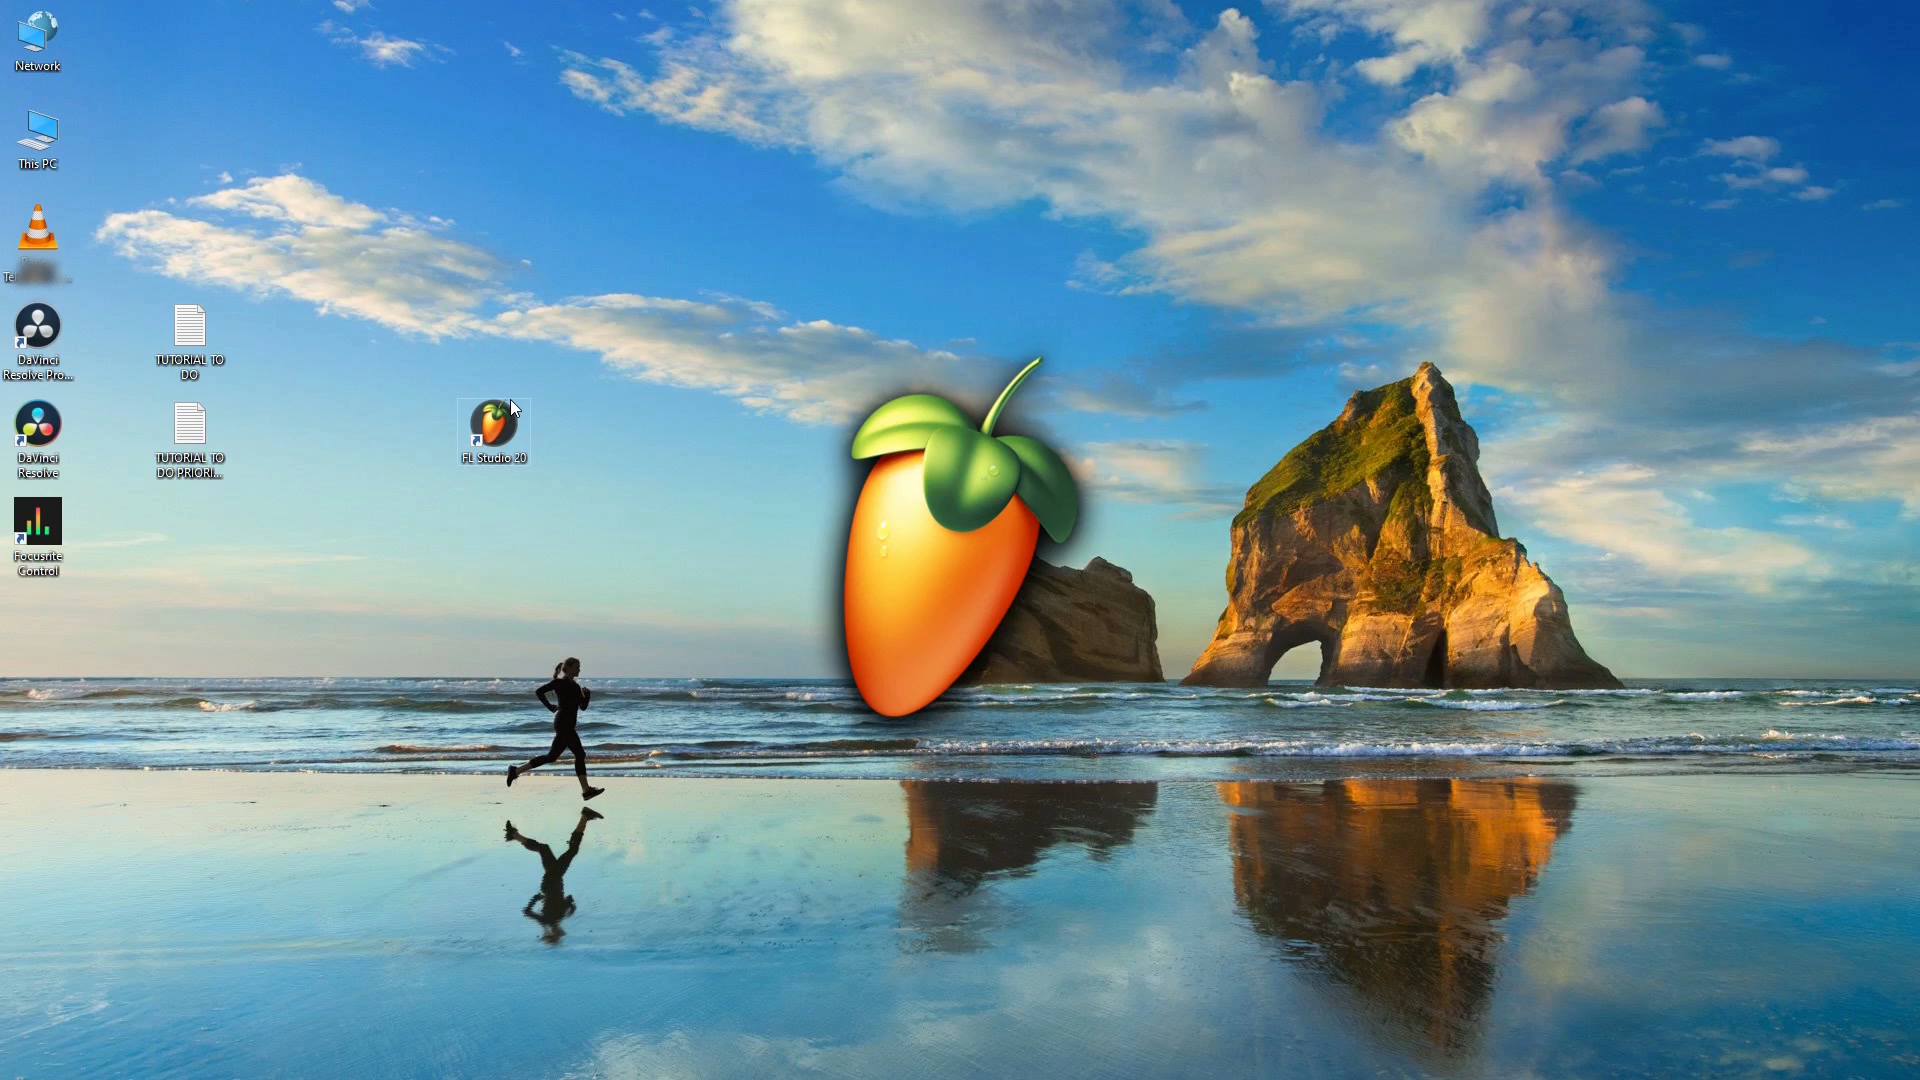 Network
This PC
DaVinci
Resolve Pro...
DaVinci
Resolve
Focusrite
Control
TUTORIAL TO
DO
TUTORIAL TO
DO PRIORI...
FL Studio 20